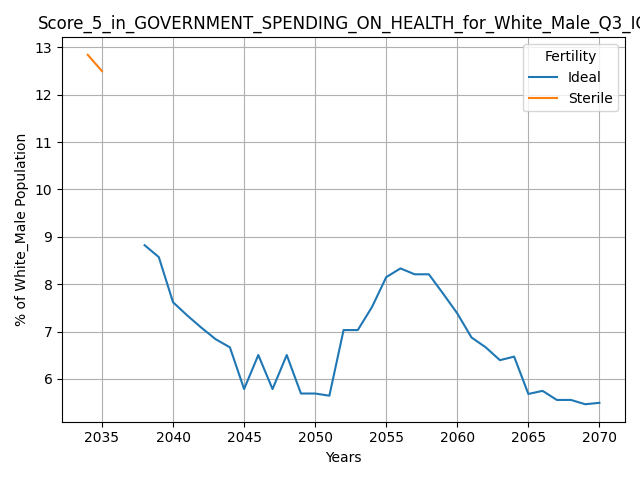 Score_5_in_GOVERNMENT_SPENDING_ON_HEALTH_for_White_Male_Q3_IC
Fertility
Ideal
Sterile
% of White_Male Population
13
12
11
10
9
8
7
6
2035 2040 2045 2050 2055 2060 2065 2070
Years